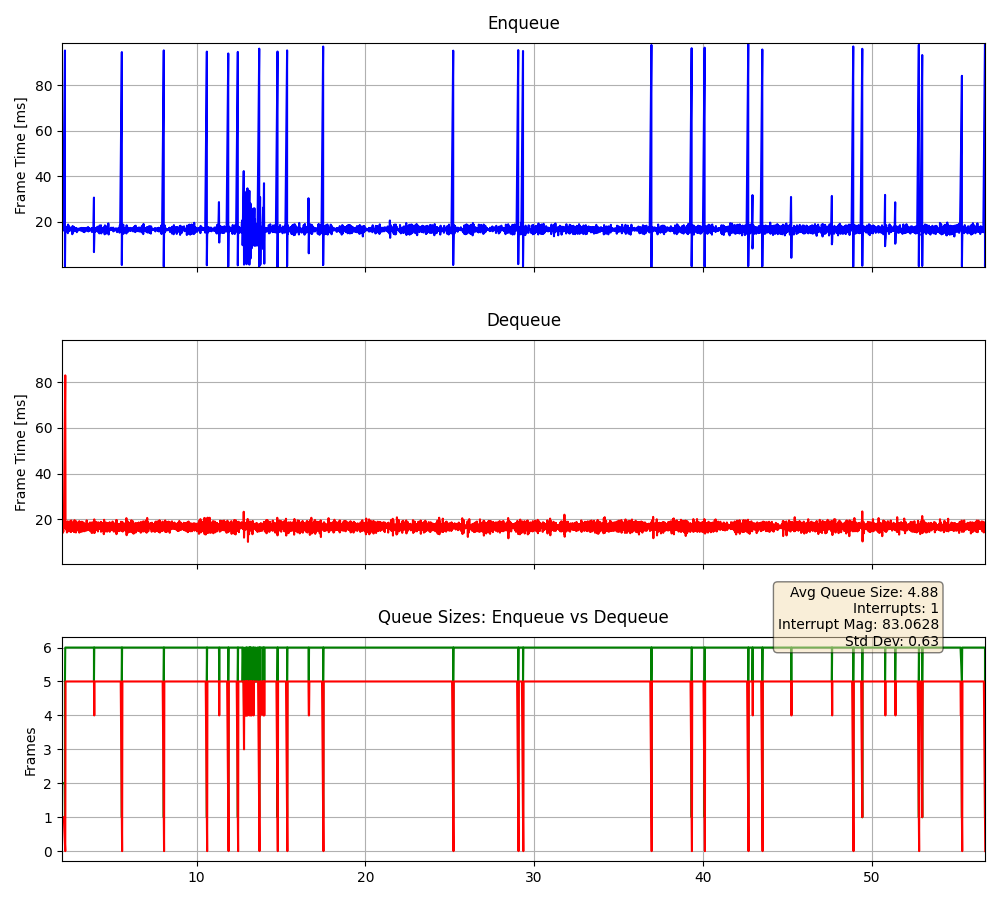 Enqueue
Frame Time [ms]
80
60
40
20
Dequeue
Frame Time [ms]
80
60
40
20
Avg Queue Size: 4.88
Interrupts: 1
Interrupt Mag: 83.0628
Std Dev: 0.63
Queue Sizes: Enqueue vs Dequeue
Frames
6
5
4
3
2
1
0
10 20 30 40 50